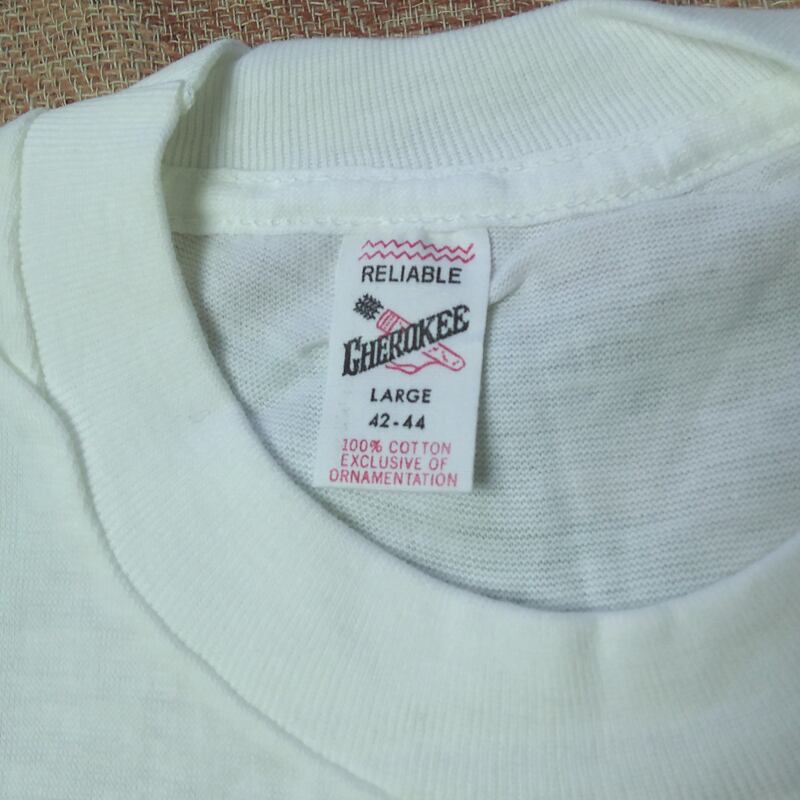 RELIABLE
CHEROKEE
LARGE
42-44
100% COTTON
EXCLUSIVE OF
ORNAMENTATION